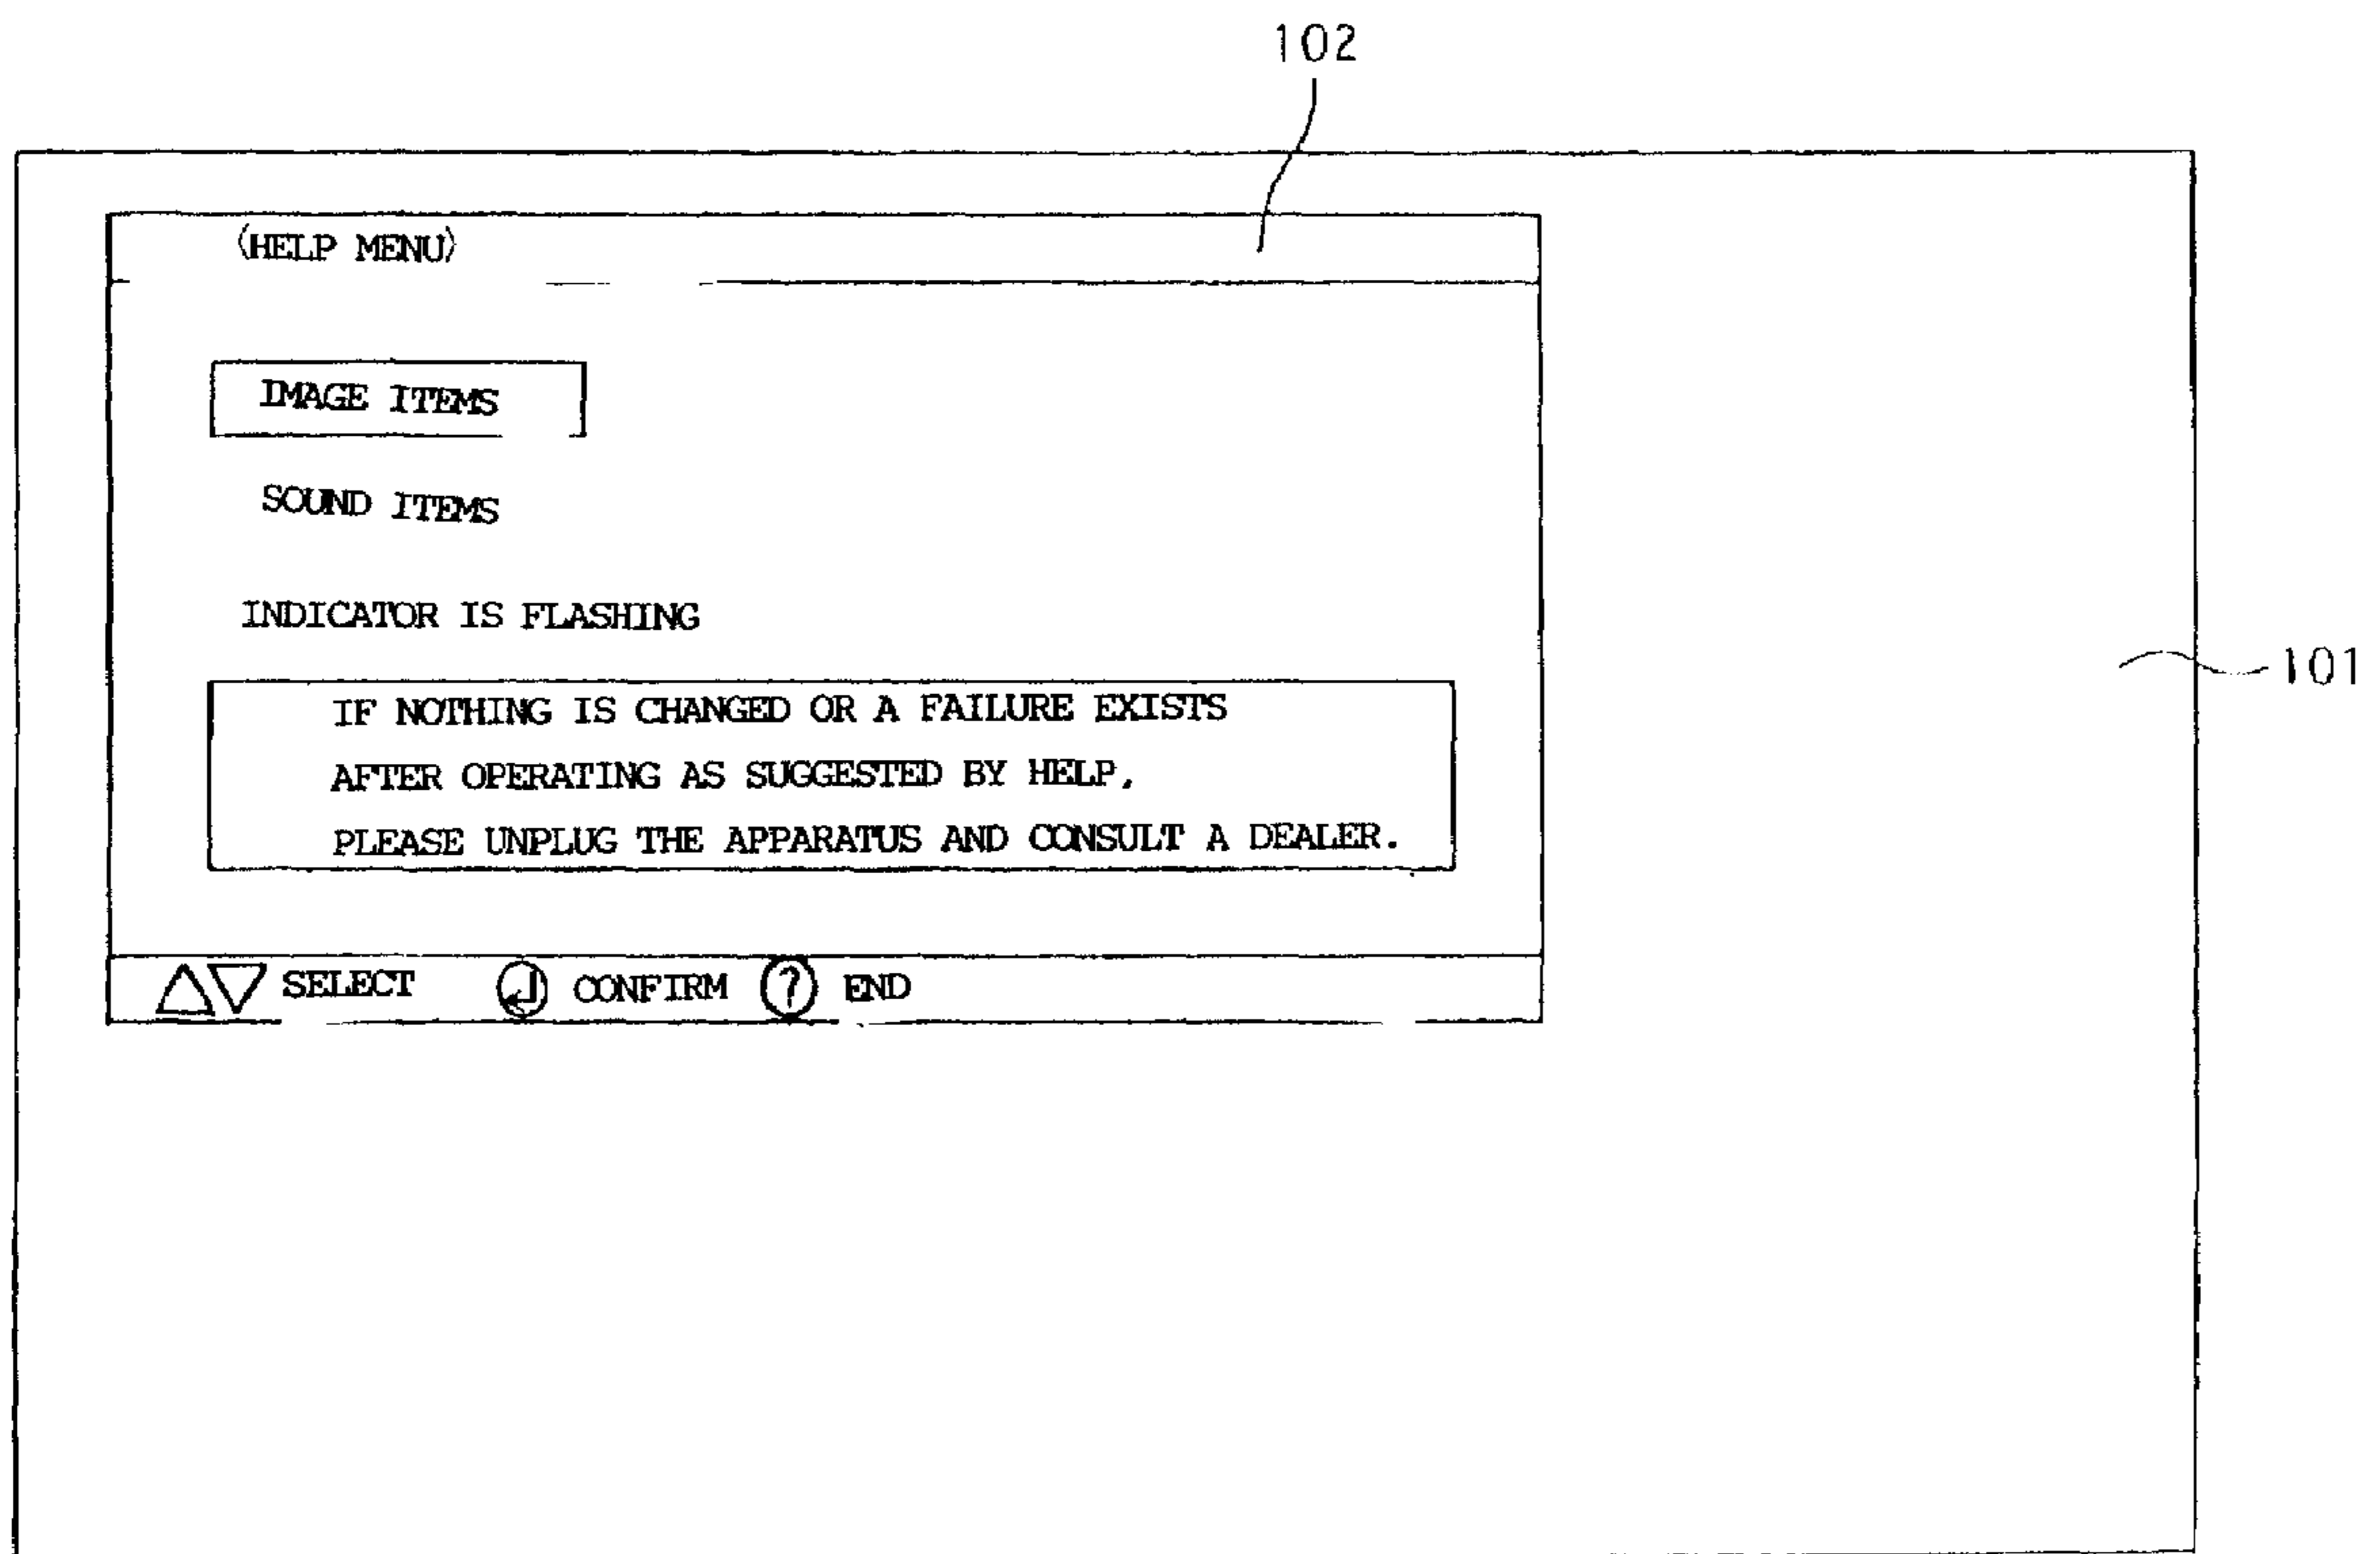 102
(HELP MENU)
IMAGE ITEMS
SOUND ITEMS
INDICATOR IS FLASHING
101
IF NOTHING IS CHANGED OR A FAILURE EXISTS
AFTER OPERATING AS SUGGESTED BY HELP,
PLEASE UNPLUG THE APPARATUS AND CONSULT A DEALER.
△▽ SELECT ↲ CONFIRM ? END